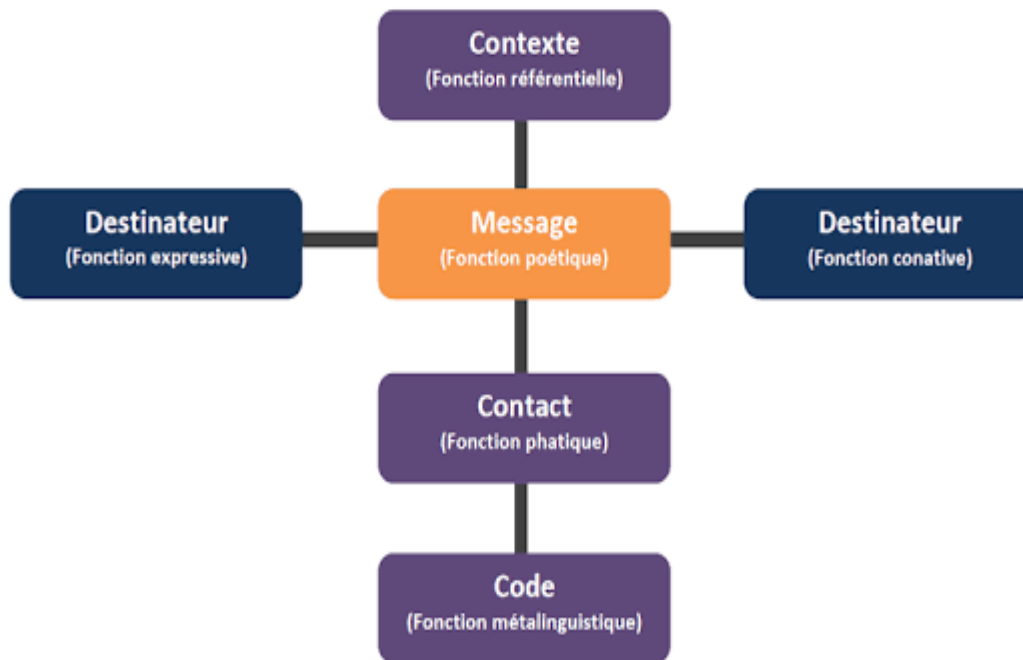 Contexte
(Fonction référentielle)
Destinateur
(Fonction expressive)
Message
(Fonction poétique)
Destinateur
(Fonction conative)
Contact
(Fonction phatique)
Code
(Fonction métalinguistique)